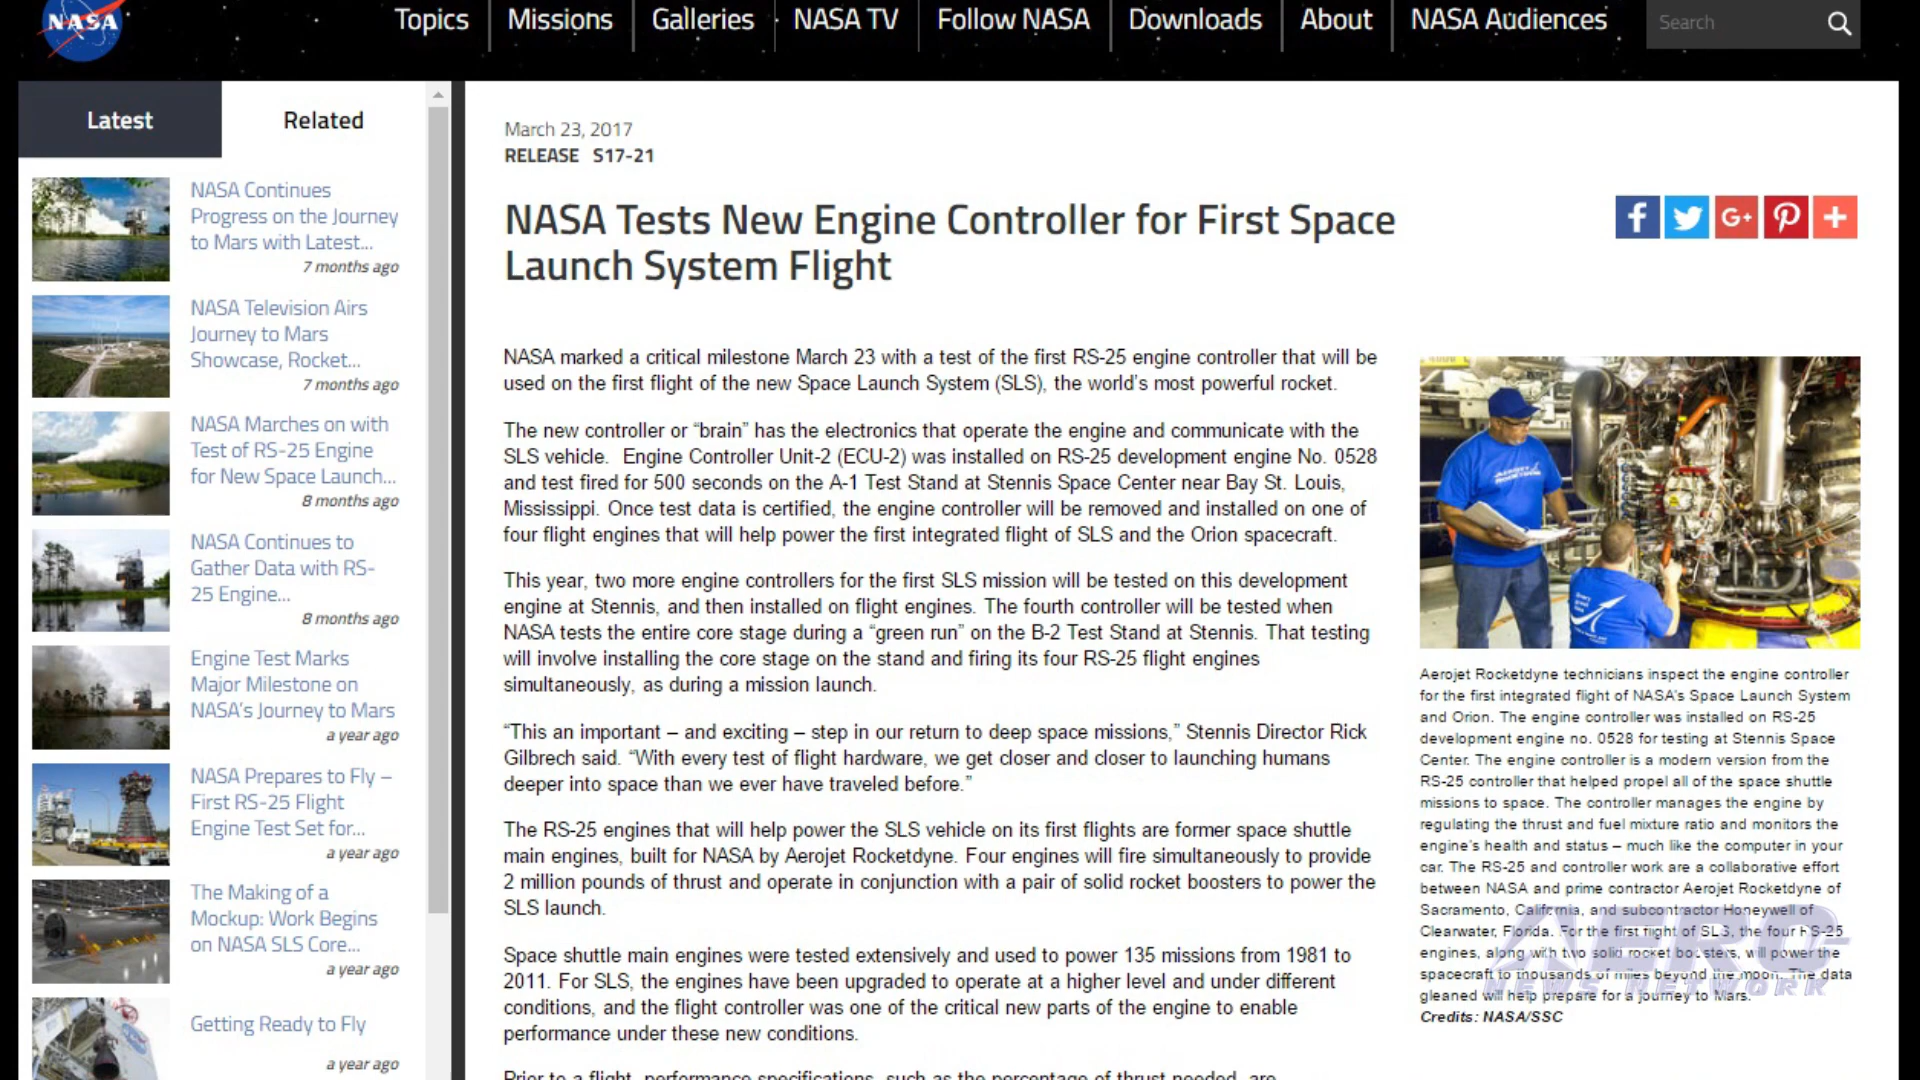 NASA
Topics
Missions
Galleries
NASA TV
Follow NASA
Downloads
About
NASA Audiences
Search
Latest
Related
NASA Continues
Progress on the Journey
to Mars with Latest...
7 months ago
NASA Television Airs
Journey to Mars
Showcase, Rocket...
7 months ago
NASA Marches on with
Test of RS-25 Engine
for New Space Launch...
8 months ago
NASA Continues to
Gather Data with RS-
25 Engine...
8 months ago
Engine Test Marks
Major Milestone on
NASA's Journey to Mars
a year ago
NASA Prepares to Fly –
First RS-25 Flight
Engine Test Set for...
a year ago
The Making of a
Mockup: Work Begins
on NASA SLS Core...
a year ago
Getting Ready to Fly
a year ago
March 23, 2017
RELEASE S17-21
NASA Tests New Engine Controller for First Space
Launch System Flight
NASA marked a critical milestone March 23 with a test of the first RS-25 engine controller that will be
used on the first flight of the new Space Launch System (SLS), the world's most powerful rocket.
The new controller or “brain” has the electronics that operate the engine and communicate with the
SLS vehicle.  Engine Controller Unit-2 (ECU-2) was installed on RS-25 development engine No. 0528
and test fired for 500 seconds on the A-1 Test Stand at Stennis Space Center near Bay St. Louis,
Mississippi. Once test data is certified, the engine controller will be removed and installed on one of
four flight engines that will help power the first integrated flight of SLS and the Orion spacecraft.
This year, two more engine controllers for the first SLS mission will be tested on this development
engine at Stennis, and then installed on flight engines. The fourth controller will be tested when
NASA tests the entire core stage during a “green run” on the B-2 Test Stand at Stennis. That testing
will involve installing the core stage on the stand and firing its four RS-25 flight engines
simultaneously, as during a mission launch.
“This an important – and exciting – step in our return to deep space missions,” Stennis Director Rick
Gilbrech said. “With every test of flight hardware, we get closer and closer to launching humans
deeper into space than we ever have traveled before.”
The RS-25 engines that will help power the SLS vehicle on its first flights are former space shuttle
main engines, built for NASA by Aerojet Rocketdyne. Four engines will fire simultaneously to provide
2 million pounds of thrust and operate in conjunction with a pair of solid rocket boosters to power the
SLS launch.
Space shuttle main engines were tested extensively and used to power 135 missions from 1981 to
2011. For SLS, the engines have been upgraded to operate at a higher level and under different
conditions, and the flight controller was one of the critical new parts of the engine to enable
performance under these new conditions.
Prior to a flight, performance specifications, such as the percentage of thrust needed, are
AEROJET
ROCKETDYNE
Aerojet Rocketdyne technicians inspect the engine controller
for the first integrated flight of NASA's Space Launch System
and Orion. The engine controller was installed on RS-25
development engine no. 0528 for testing at Stennis Space
Center. The engine controller is a modern version from the
RS-25 controller that helped propel all of the space shuttle
missions to space. The controller manages the engine by
regulating the thrust and fuel mixture ratio and monitors the
engine's health and status – much like the computer in your
car. The RS-25 and controller work are a collaborative effort
between NASA and prime contractor Aerojet Rocketdyne of
Sacramento, California, and subcontractor Honeywell of
Clearwater, Florida. For the first flight of SLS, the four RS-25
engines, along with two solid rocket boosters, will power the
spacecraft to thousands of miles beyond the moon. The data
gleaned will help prepare for a journey to Mars.
Credits: NASA/SSC
AERO
NEWS NETWORK